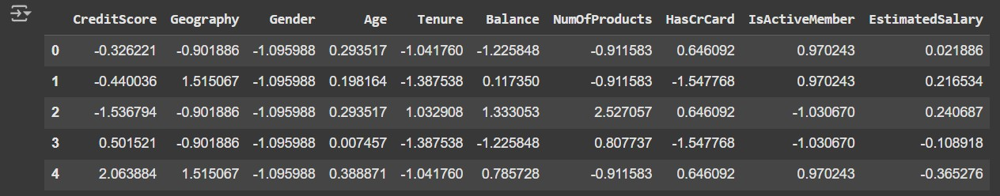 CreditScore Geography Gender Age Tenure Balance NumOfProducts HasCrCard IsActiveMember EstimatedSalary
0 -0.326221 -0.901886 -1.095988 0.293517 -1.041760 -1.225848 -0.911583 0.646092 0.970243 0.021886
1 -0.440036 1.515067 -1.095988 0.198164 -1.387538 0.117350 -0.911583 -1.547768 0.970243 0.216534
2 -1.536794 -0.901886 -1.095988 0.293517 1.032908 1.333053 2.527057 0.646092 -1.030670 0.240687
3 0.501521 -0.901886 -1.095988 0.007457 -1.387538 -1.225848 0.807737 -1.547768 -1.030670 -0.108918
4 2.063884 1.515067 -1.095988 0.388871 -1.041760 0.785728 -0.911583 0.646092 0.970243 -0.365276